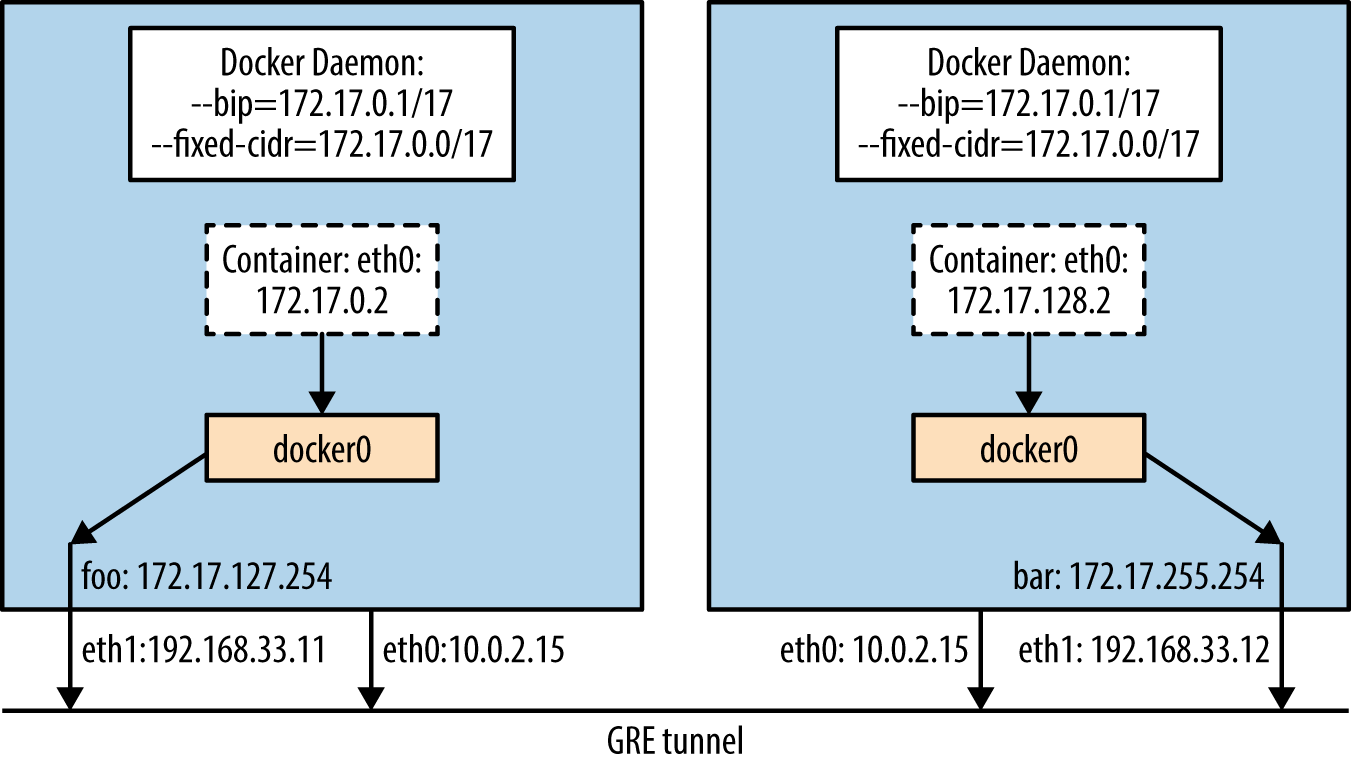 Docker Daemon:
--bip=172.17.0.1/17
--fixed-cidr=172.17.0.0/17
Container: eth0:
172.17.0.2
docker0
foo: 172.17.127.254
eth1:192.168.33.11
eth0:10.0.2.15
Docker Daemon:
--bip=172.17.0.1/17
--fixed-cidr=172.17.0.0/17
Container: eth0:
172.17.128.2
docker0
bar: 172.17.255.254
eth0: 10.0.2.15
eth1: 192.168.33.12
GRE tunnel